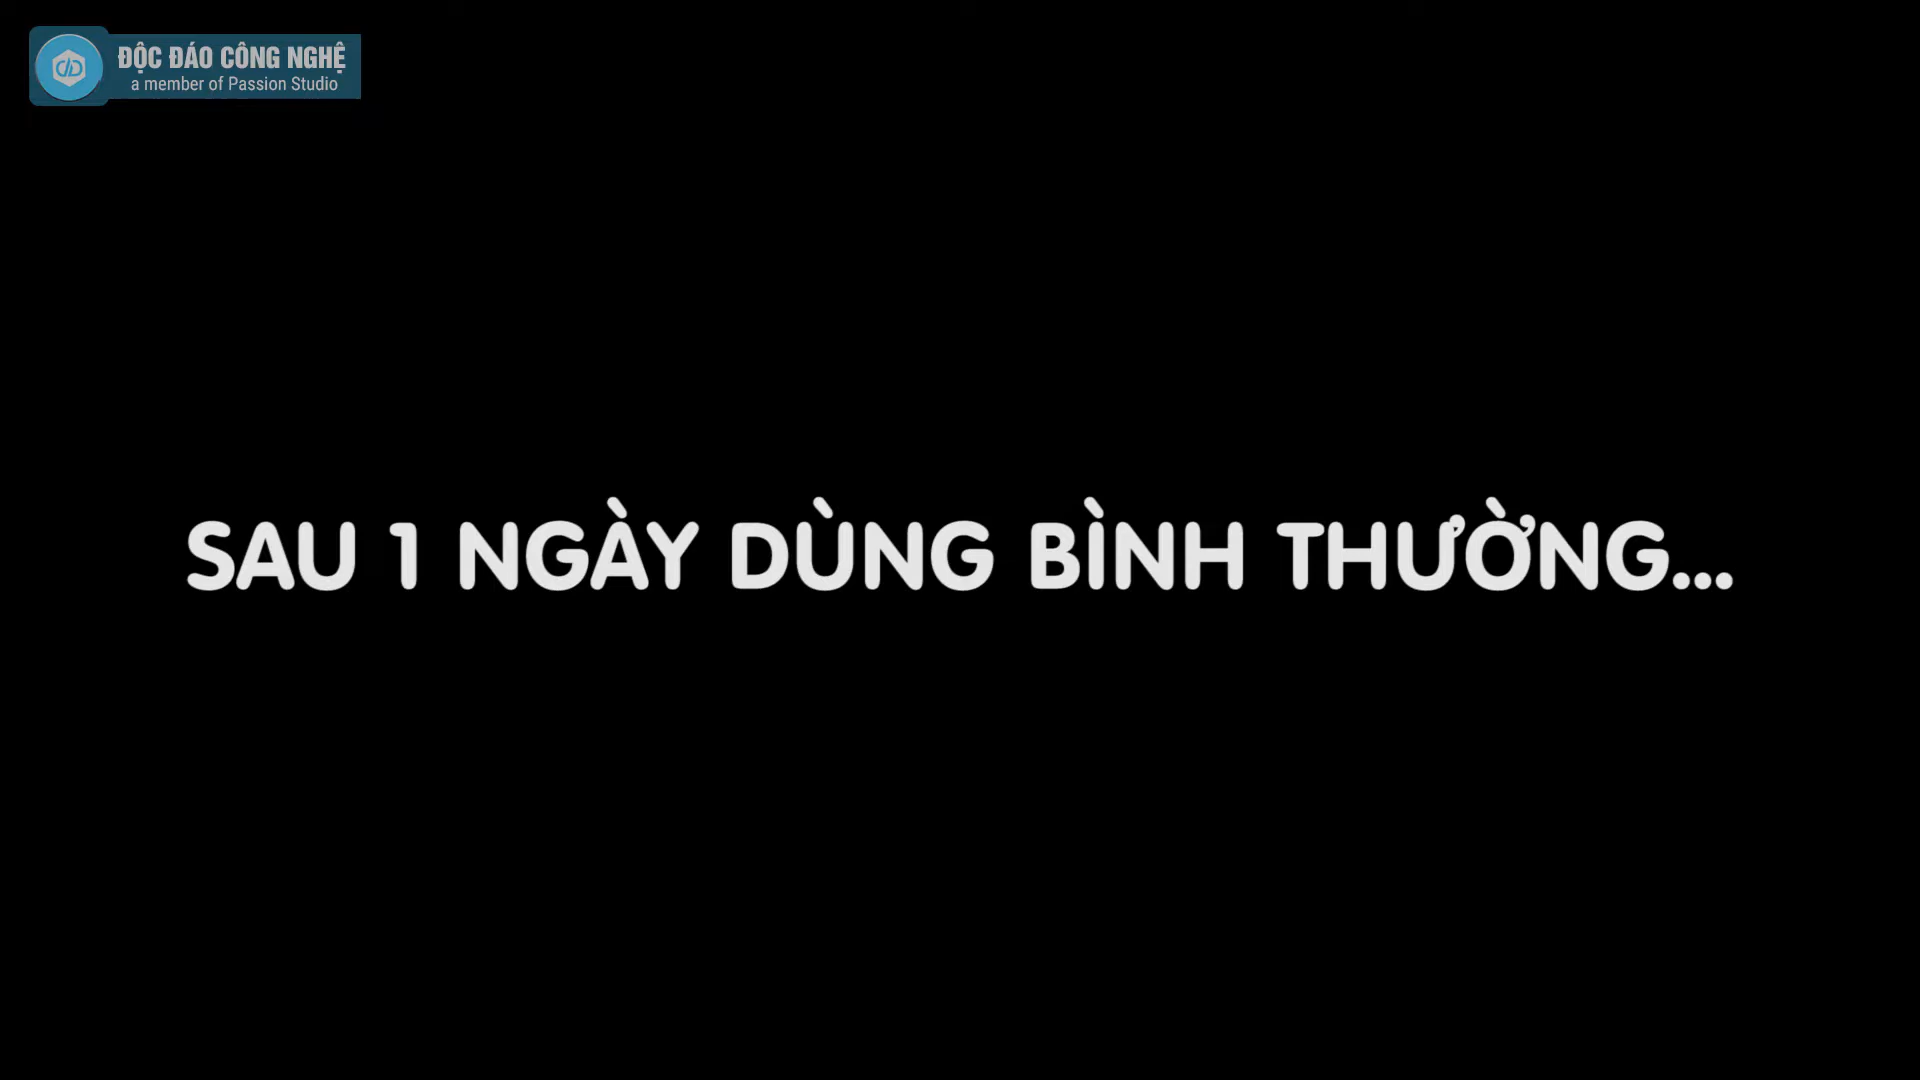 ĐỘC ĐÁO CÔNG NGHỆ
a member of Passion Studio
SAU 1 NGÀY DÙNG BÌNH THƯỜNG...